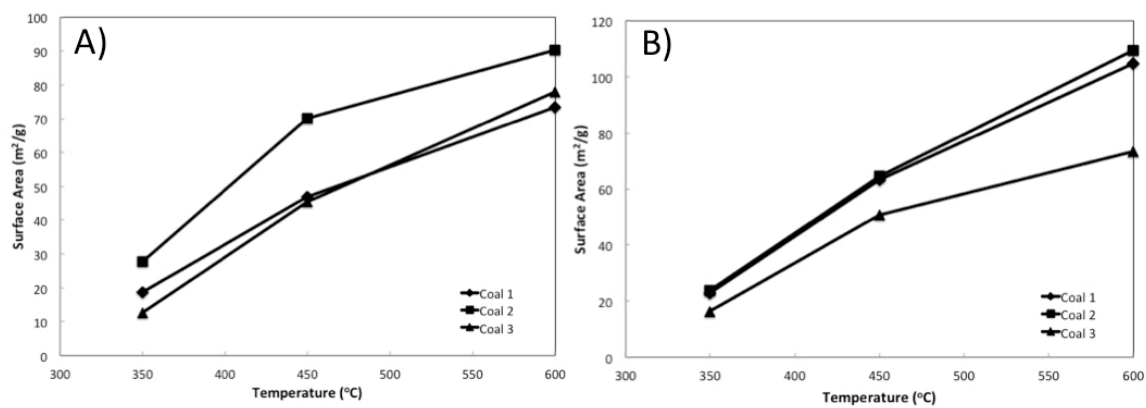 A)
100
90
80
70
60
50
40
30
20
10
0
Surface Area (m²/g)
Coal 1
Coal 2
Coal 3
300 350 400 450 500 550 600
Temperature (°C)
B)
120
100
80
60
40
20
0
Surface Area (m²/g)
Coal 1
Coal 2
Coal 3
300 350 400 450 500 550 600
Temperature (°C)